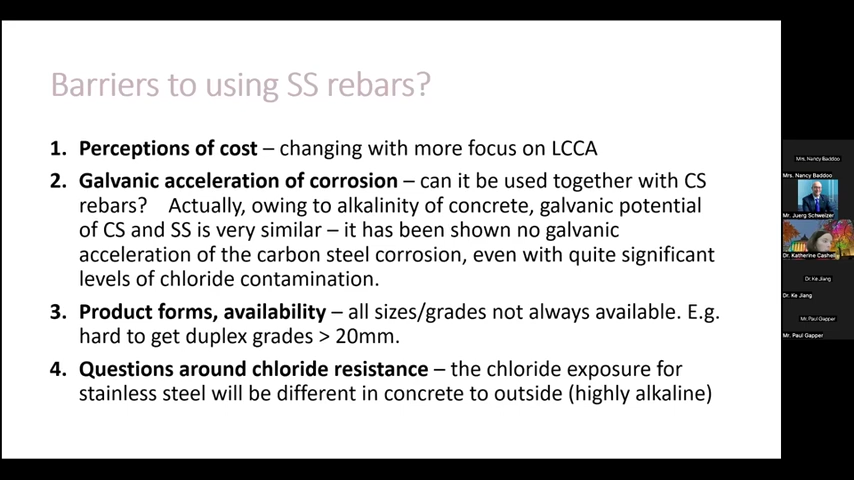 Barriers to using SS rebars?
1. Perceptions of cost – changing with more focus on LCCA
2. Galvanic acceleration of corrosion – can it be used together with CS
rebars? Actually, owing to alkalinity of concrete, galvanic potential
of CS and SS is very similar – it has been shown no galvanic
acceleration of the carbon steel corrosion, even with quite significant
levels of chloride contamination.
3. Product forms, availability – all sizes/grades not always available. E.g.
hard to get duplex grades > 20mm.
4. Questions around chloride resistance – the chloride exposure for
stainless steel will be different in concrete to outside (highly alkaline)
Mrs. Nancy Baddoo
Mrs. Nancy Baddoo
Mr. Juerg Schweizer
Dr. Katherine Cashell
Dr. Ke Jiang
Dr. Ke Jiang
Mr. Paul Gapper
Mr. Paul Gapper